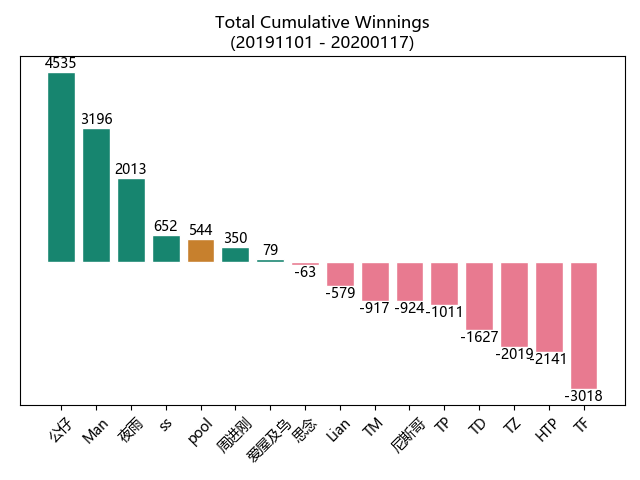 Total Cumulative Winnings
(20191101 - 20200117)
4535
3196
2013
652
544
350
79
-63
-579
-917
-924
-1011
-1627
-2019
-2141
-3018
公仔
Man
夜雨
ss
pool
周进刚
爱屋及乌
思念
Lian
TM
尼斯哥
TP
TD
TZ
HTP
TF